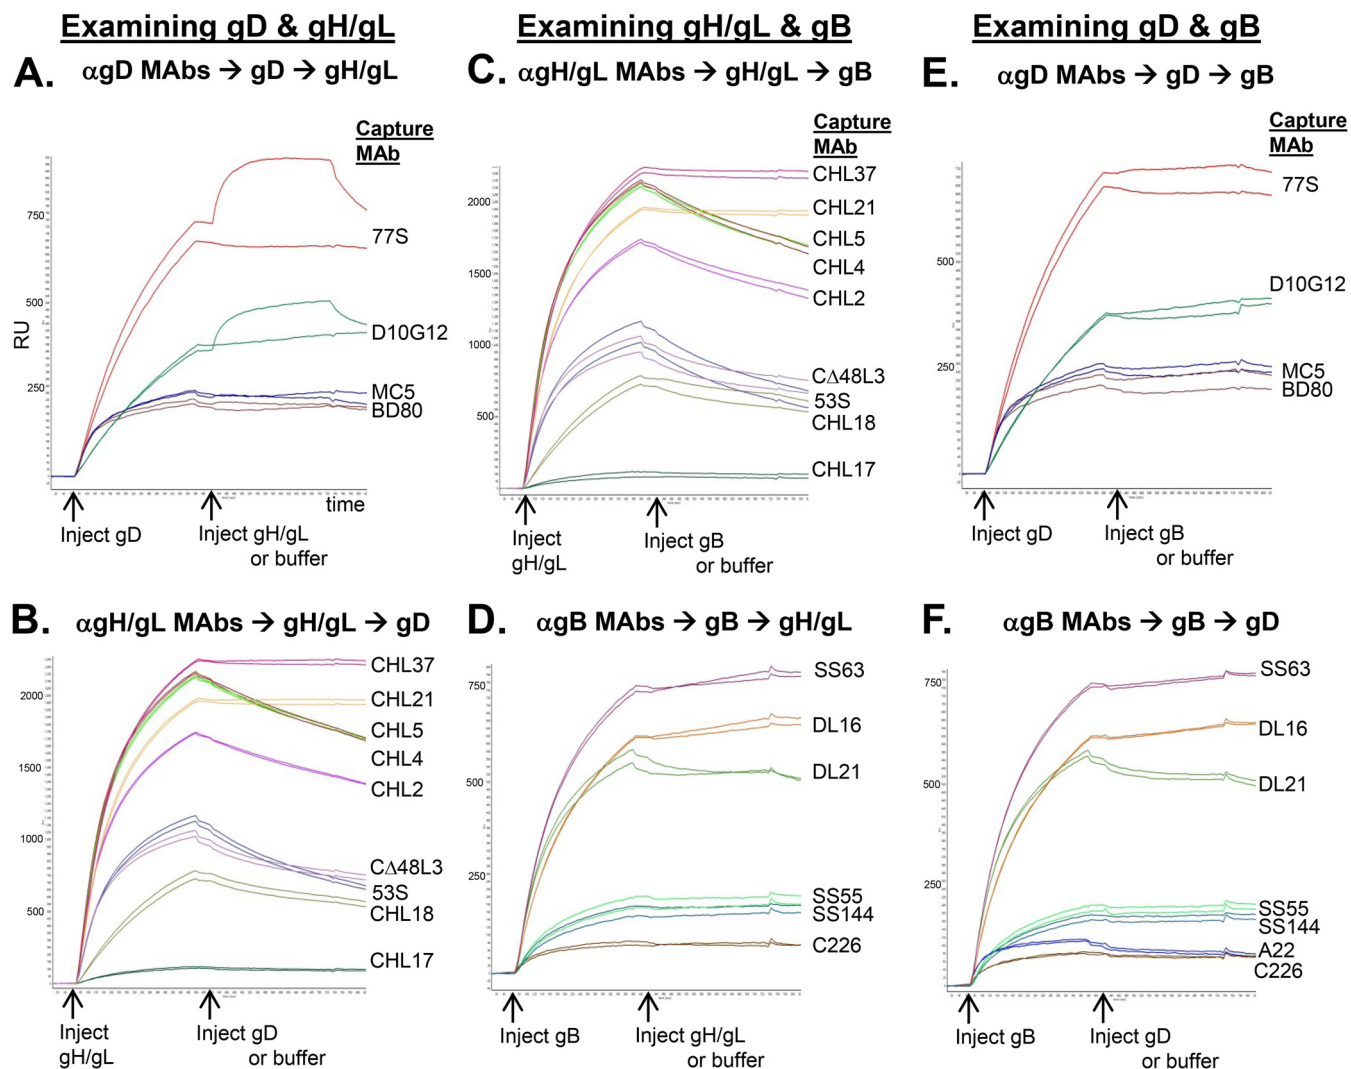 Examining gD & gH/gL
A. αgD MAbs → gD → gH/gL
Capture
MAb
RU
750
500
250
77S
D10G12
MC5
BD80
time
Inject gD
Inject gH/gL
or buffer
B. αgH/gL MAbs → gH/gL → gD
2000
1500
1000
500
CHL37
CHL21
CHL5
CHL4
CHL2
CΔ48L3
53S
CHL18
CHL17
Inject
gH/gL
Inject gD
or buffer
Examining gH/gL & gB
C. αgH/gL MAbs → gH/gL → gB
Capture
MAb
2000
1500
1000
500
CHL37
CHL21
CHL5
CHL4
CHL2
CΔ48L3
53S
CHL18
CHL17
Inject
gH/gL
Inject gB
or buffer
D. αgB MAbs → gB → gH/gL
750
500
250
SS63
DL16
DL21
SS55
SS144
C226
Inject gB
Inject gH/gL
or buffer
Examining gD & gB
E. αgD MAbs → gD → gB
Capture
MAb
500
250
77S
D10G12
MC5
BD80
Inject gD
Inject gB
or buffer
F. αgB MAbs → gB → gD
750
500
250
SS63
DL16
DL21
SS55
SS144
A22
C226
Inject gB
Inject gD
or buffer